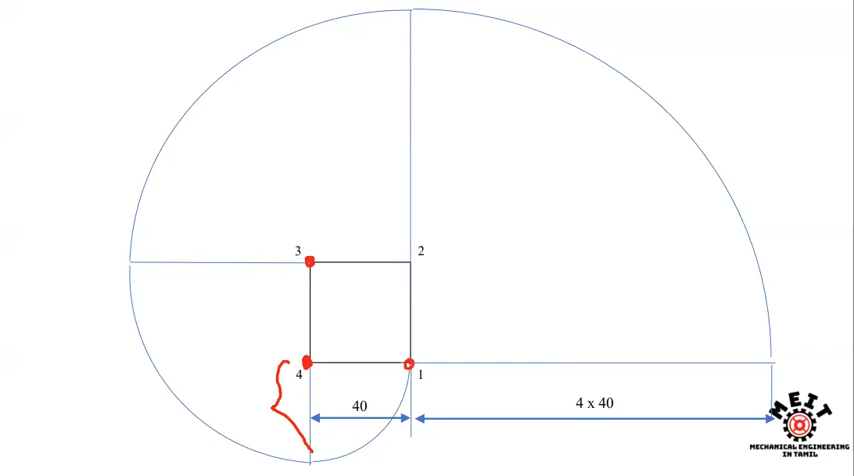 3
2
4
1
40
4 x 40
MEIT
MECHANICAL ENGINEERING
IN TAMIL